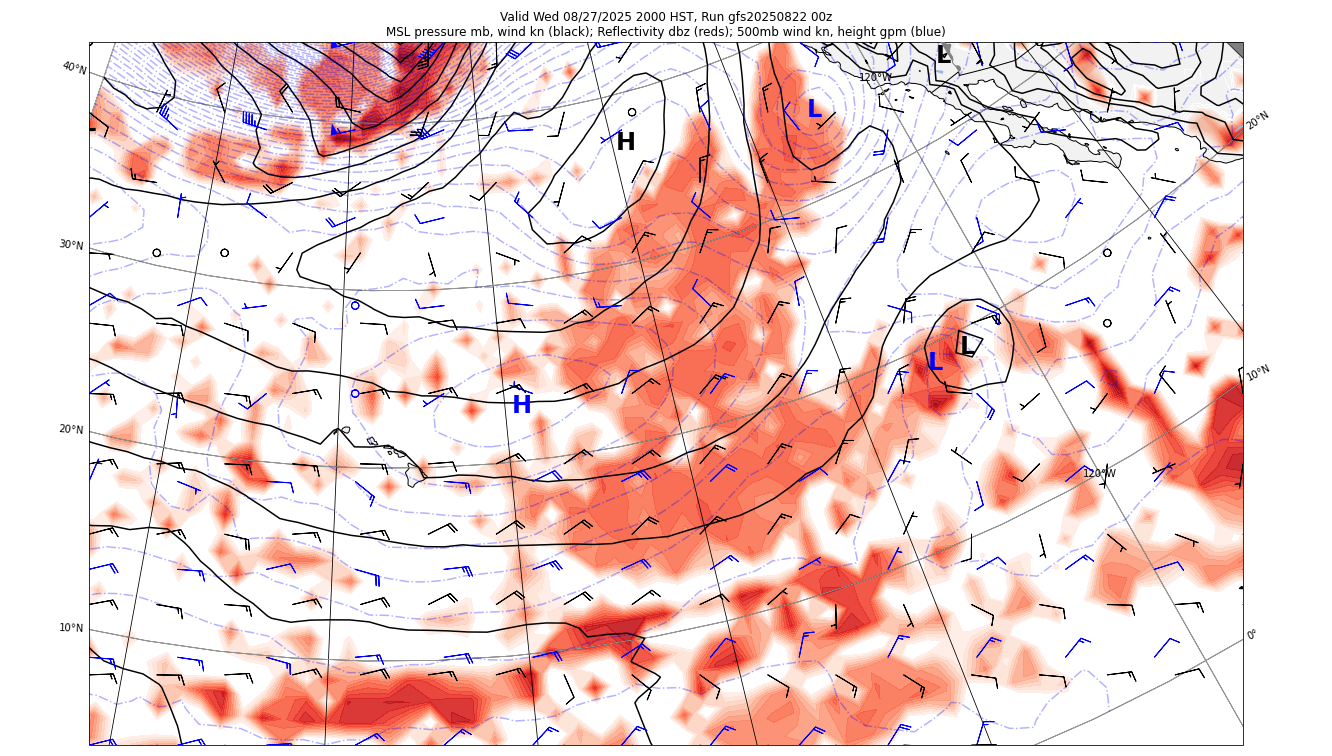 Valid Wed 08/27/2025 2000 HST, Run gfs20250822 00z
MSL pressure mb, wind kn (black); Reflectivity dbz (reds); 500mb wind kn, height gpm (blue)
L
40°N
120°W
L
20°N
H
30°N
L
L
10°N
H
20°N
120°W
10°N
0°